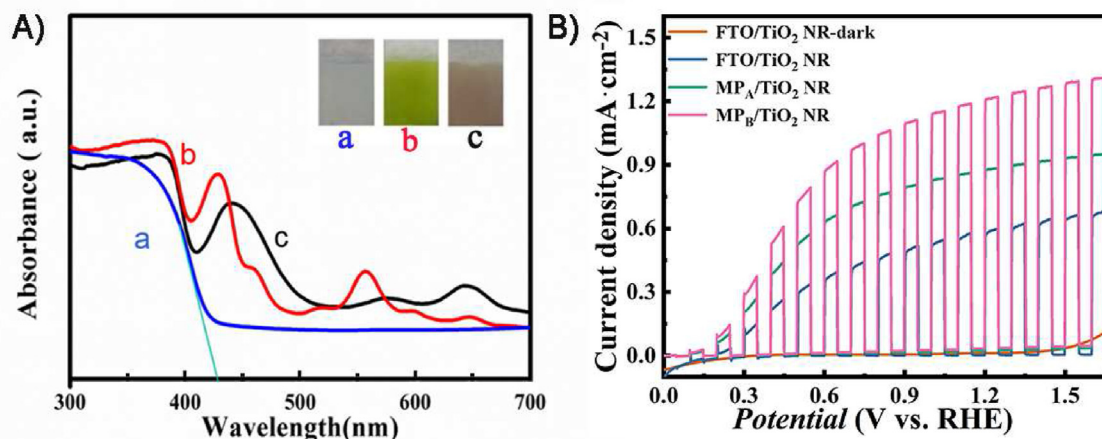 A)
Absorbance ( a.u.)
a
b
c
b
a
c
300
400
500
600
700
Wavelength(nm)
B)
Current density (mA·cm⁻²)
1.5
1.2
0.9
0.6
0.3
0.0
FTO/TiO₂ NR-dark
FTO/TiO₂ NR
MP_A/TiO₂ NR
MP_B/TiO₂ NR
0.0
0.3
0.6
0.9
1.2
1.5
Potential (V vs. RHE)